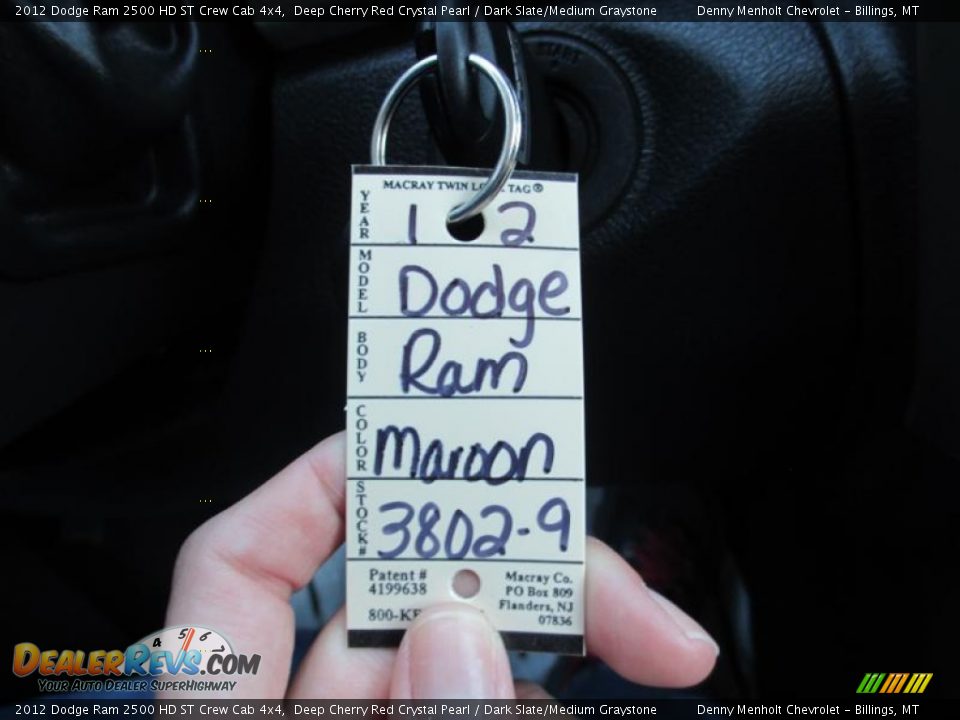 2012 Dodge Ram 2500 HD ST Crew Cab 4x4, Deep Cherry Red Crystal Pearl / Dark Slate/Medium Graystone Denny Menholt Chevrolet - Billings, MT
MACRAY TWIN TAG®
YEAR 1 2
MODEL Dodge
BODY Ram
COLOR Maroon
STOCK# 3802-9
Patent #
4199638
800-KE
Macray Co.
PO Box 809
Flanders, NJ
07836
4 5 6
DEALERREVS.COM
YOUR AUTO DEALER SUPERHIGHWAY
2012 Dodge Ram 2500 HD ST Crew Cab 4x4, Deep Cherry Red Crystal Pearl / Dark Slate/Medium Graystone Denny Menholt Chevrolet - Billings, MT